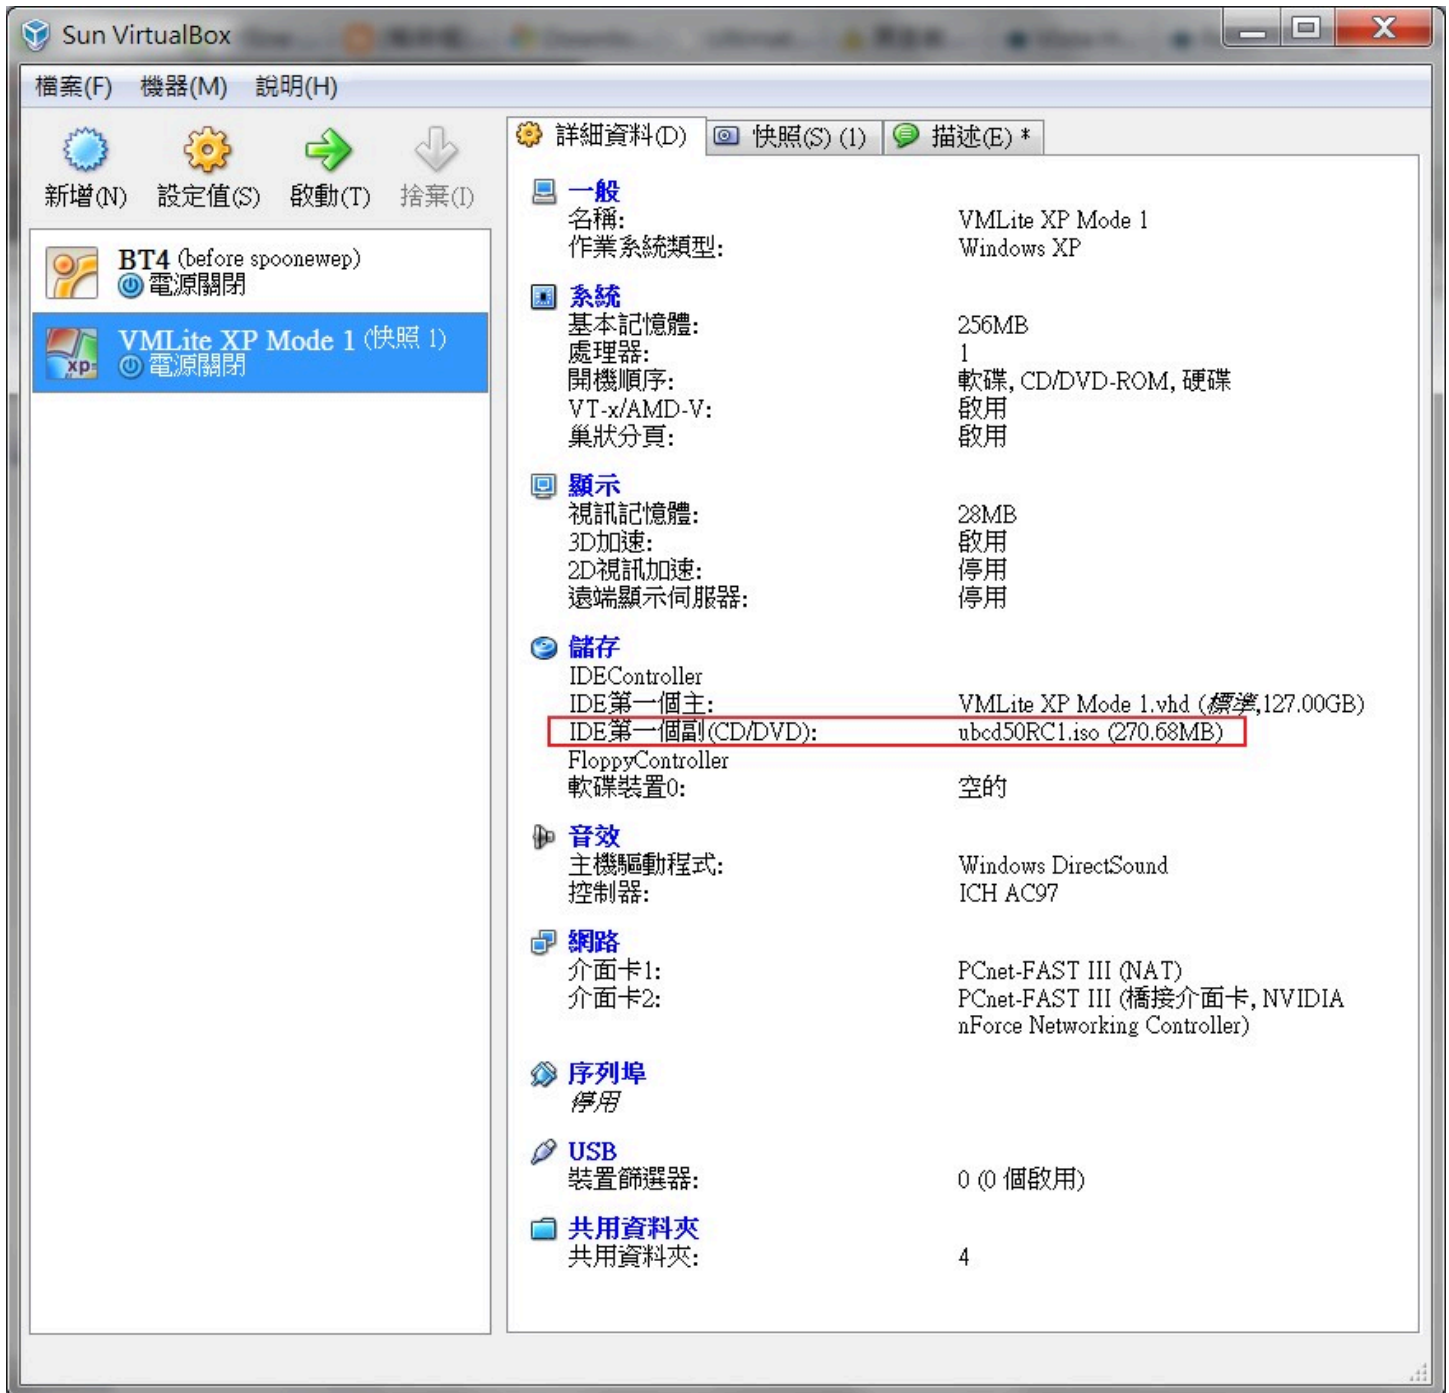 Sun VirtualBox
檔案(F) 機器(M) 說明(H)
新增(N) 設定值(S) 啟動(T) 捨棄(I)
BT4 (before spoonewep)
電源關閉
VMLite XP Mode 1 (快照 1)
電源關閉
詳細資料(D) 快照(S) (1) 描述(E) *
一般
名稱: VMLite XP Mode 1
作業系統類型: Windows XP
系統
基本記憶體: 256MB
處理器: 1
開機順序: 軟碟, CD/DVD-ROM, 硬碟
VT-x/AMD-V: 啟用
巢狀分頁: 啟用
顯示
視訊記憶體: 28MB
3D加速: 啟用
2D視訊加速: 停用
遠端顯示伺服器: 停用
儲存
IDEController
IDE第一個主: VMLite XP Mode 1.vhd (標準,127.00GB)
IDE第一個副(CD/DVD): ubcd50RC1.iso (270.68MB)
FloppyController
軟碟裝置0: 空的
音效
主機驅動程式: Windows DirectSound
控制器: ICH AC97
網路
介面卡1: PCnet-FAST III (NAT)
介面卡2: PCnet-FAST III (橋接介面卡, NVIDIA
nForce Networking Controller)
序列埠
停用
USB
裝置篩選器: 0 (0 個啟用)
共用資料夾
共用資料夾: 4